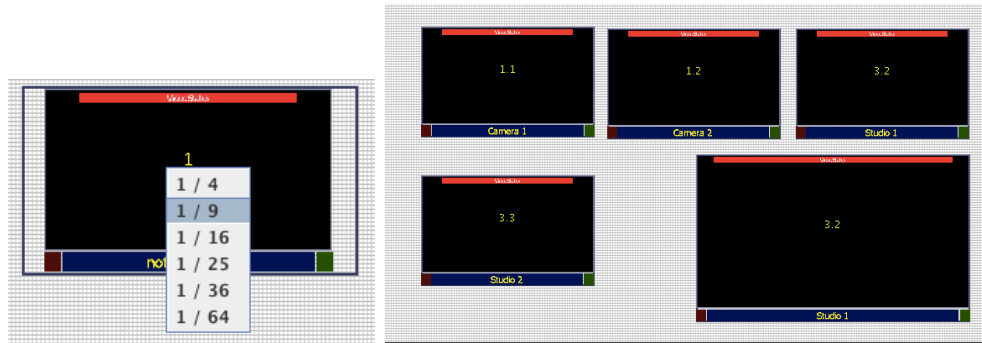 1
1 / 4
1 / 9
1 / 16
1 / 25
1 / 36
1 / 64
not
1.1
Camera 1
1.2
Camera 2
3.2
Studio 1
3.3
Studio 2
3.2
Studio 1